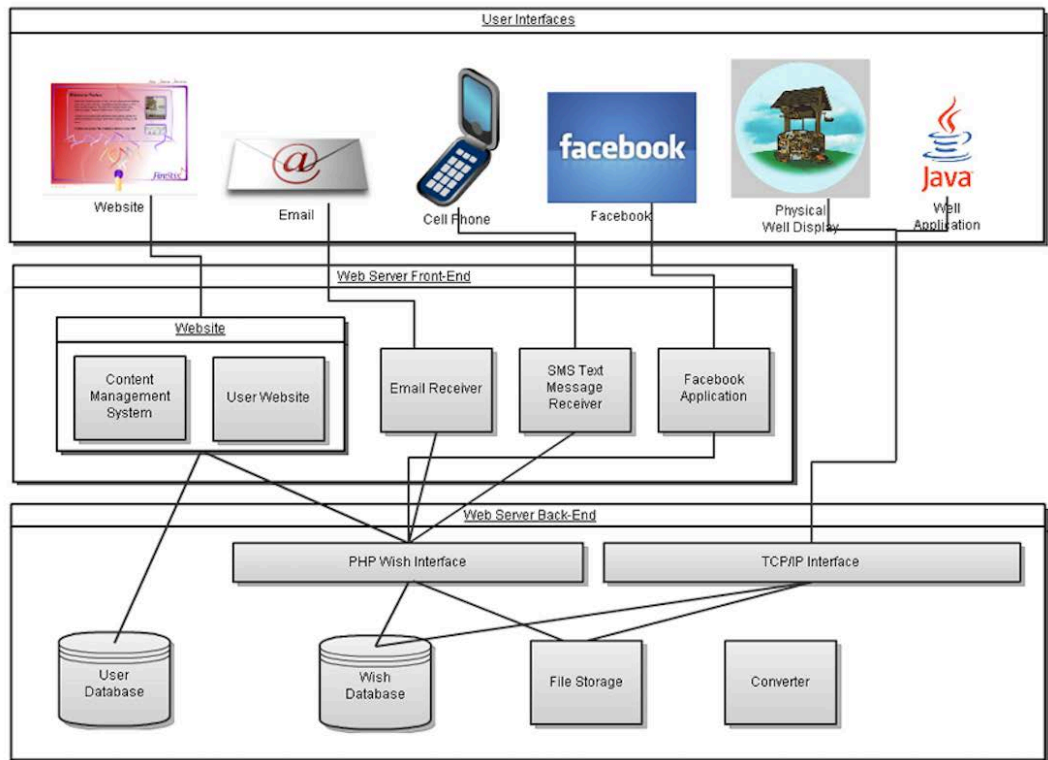 User Interfaces
facebook
Java
Website
Email
Cell Phone
Facebook
Physical
Well Display
Well
Application
Web Server Front-End
Website
Content
Management
System
User Website
Email Receiver
SMS Text
Message
Receiver
Facebook
Application
Web Server Back-End
PHP Wish Interface
TCP/IP Interface
User
Database
Wish
Database
File Storage
Converter